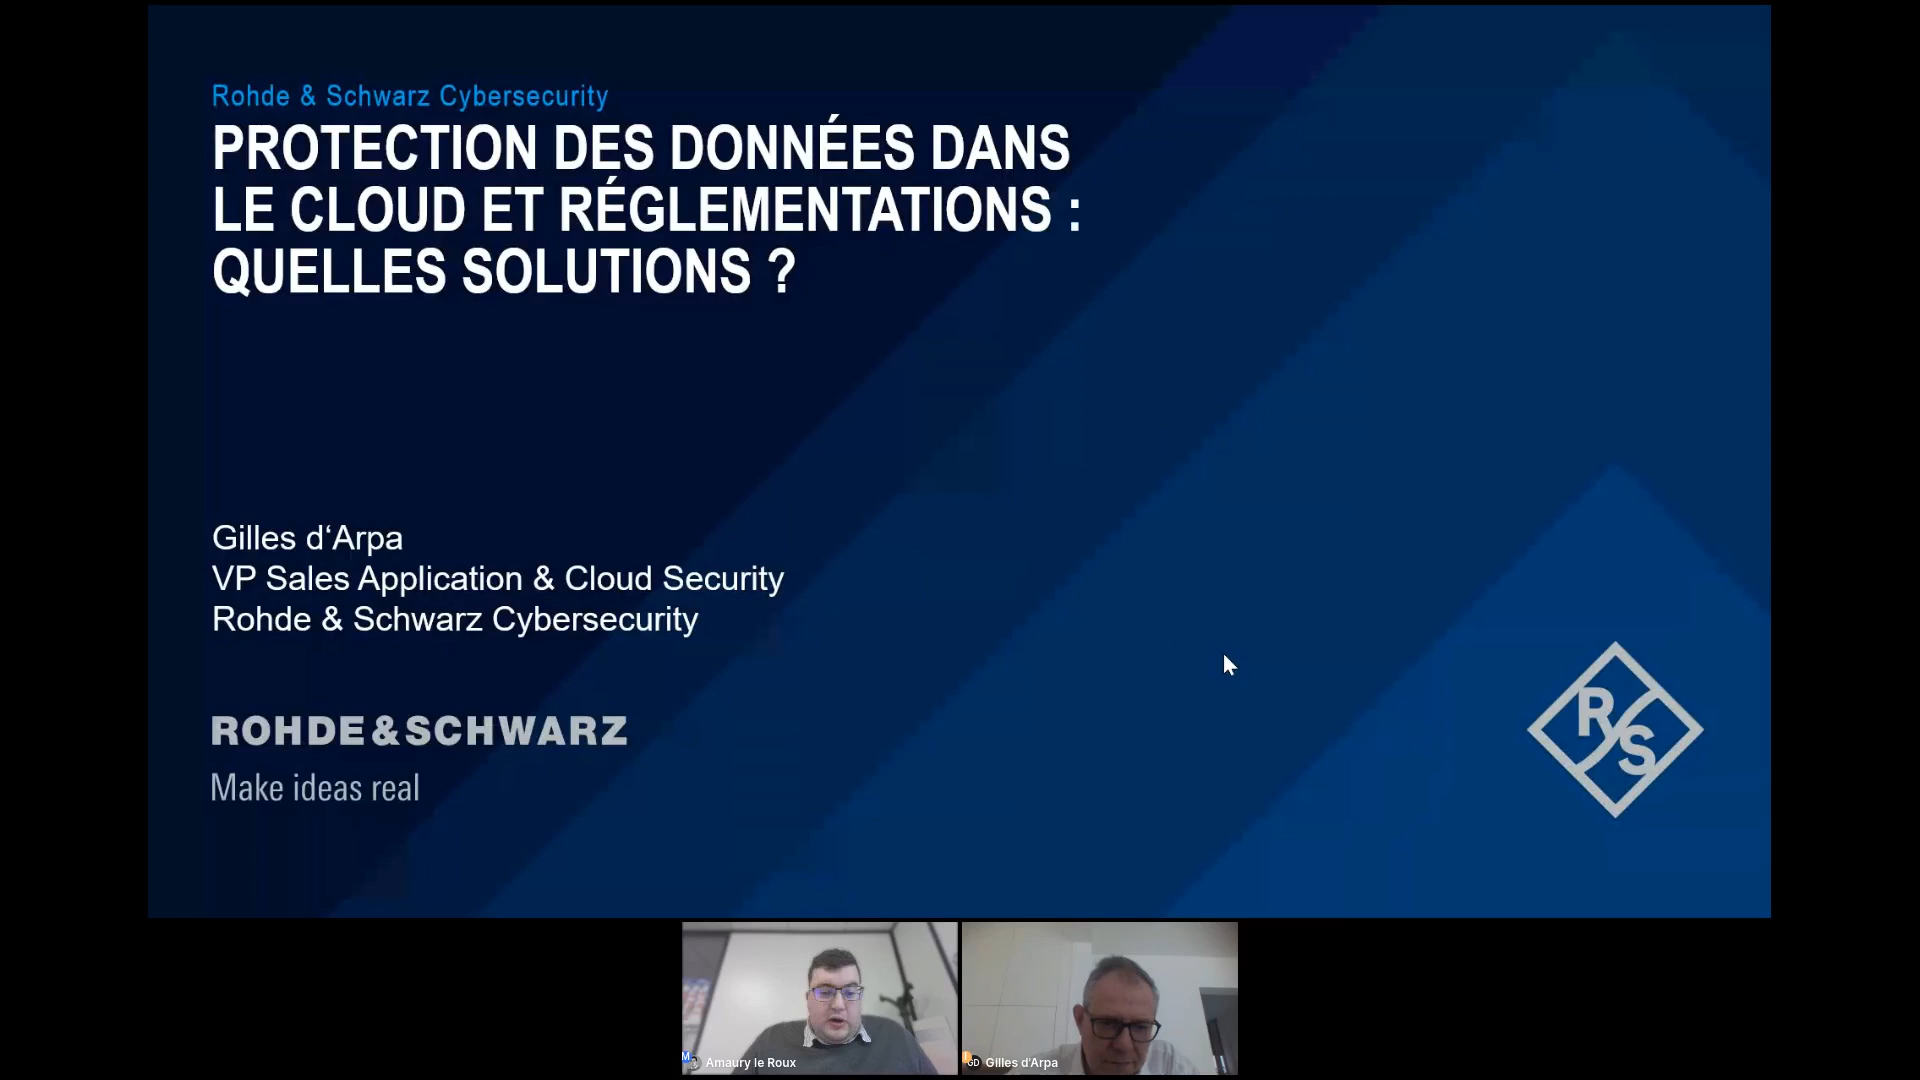 Rohde & Schwarz Cybersecurity
PROTECTION DES DONNÉES DANS
LE CLOUD ET RÉGLEMENTATIONS :
QUELLES SOLUTIONS ?
Gilles d‘Arpa
VP Sales Application & Cloud Security
Rohde & Schwarz Cybersecurity
ROHDE&SCHWARZ
Make ideas real
R/S
M
Amaury le Roux
GD
Gilles d'Arpa